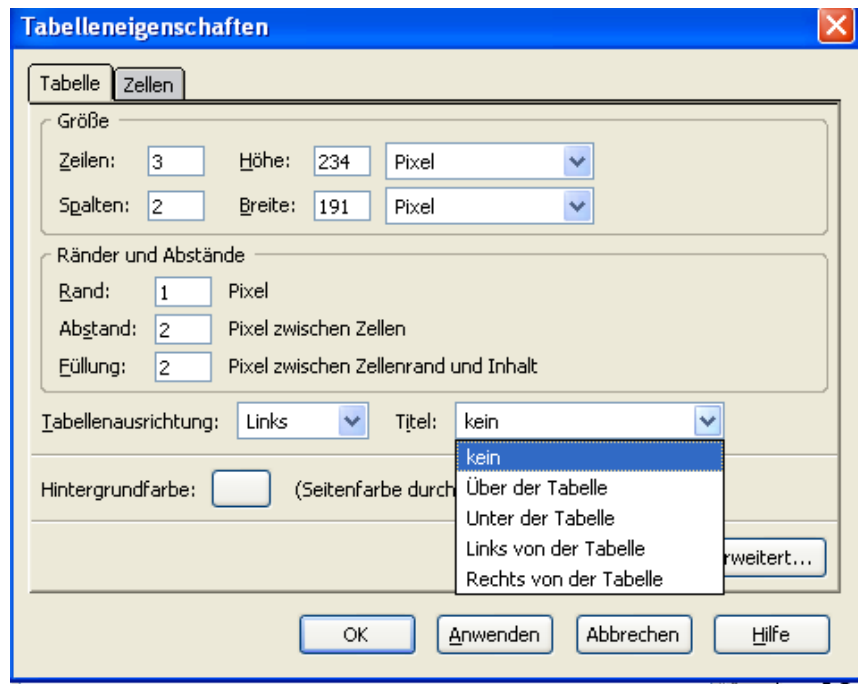 Tabelleneigenschaften
Tabelle Zellen
Größe
Zeilen: 3 Höhe: 234 Pixel
Spalten: 2 Breite: 191 Pixel
Ränder und Abstände
Rand: 1 Pixel
Abstand: 2 Pixel zwischen Zellen
Füllung: 2 Pixel zwischen Zellenrand und Inhalt
Tabellenausrichtung: Links Titel: kein
kein
Hintergrundfarbe: (Seitenfarbe durch
Über der Tabelle
Unter der Tabelle
Links von der Tabelle
rweitert...
Rechts von der Tabelle
OK Anwenden Abbrechen Hilfe